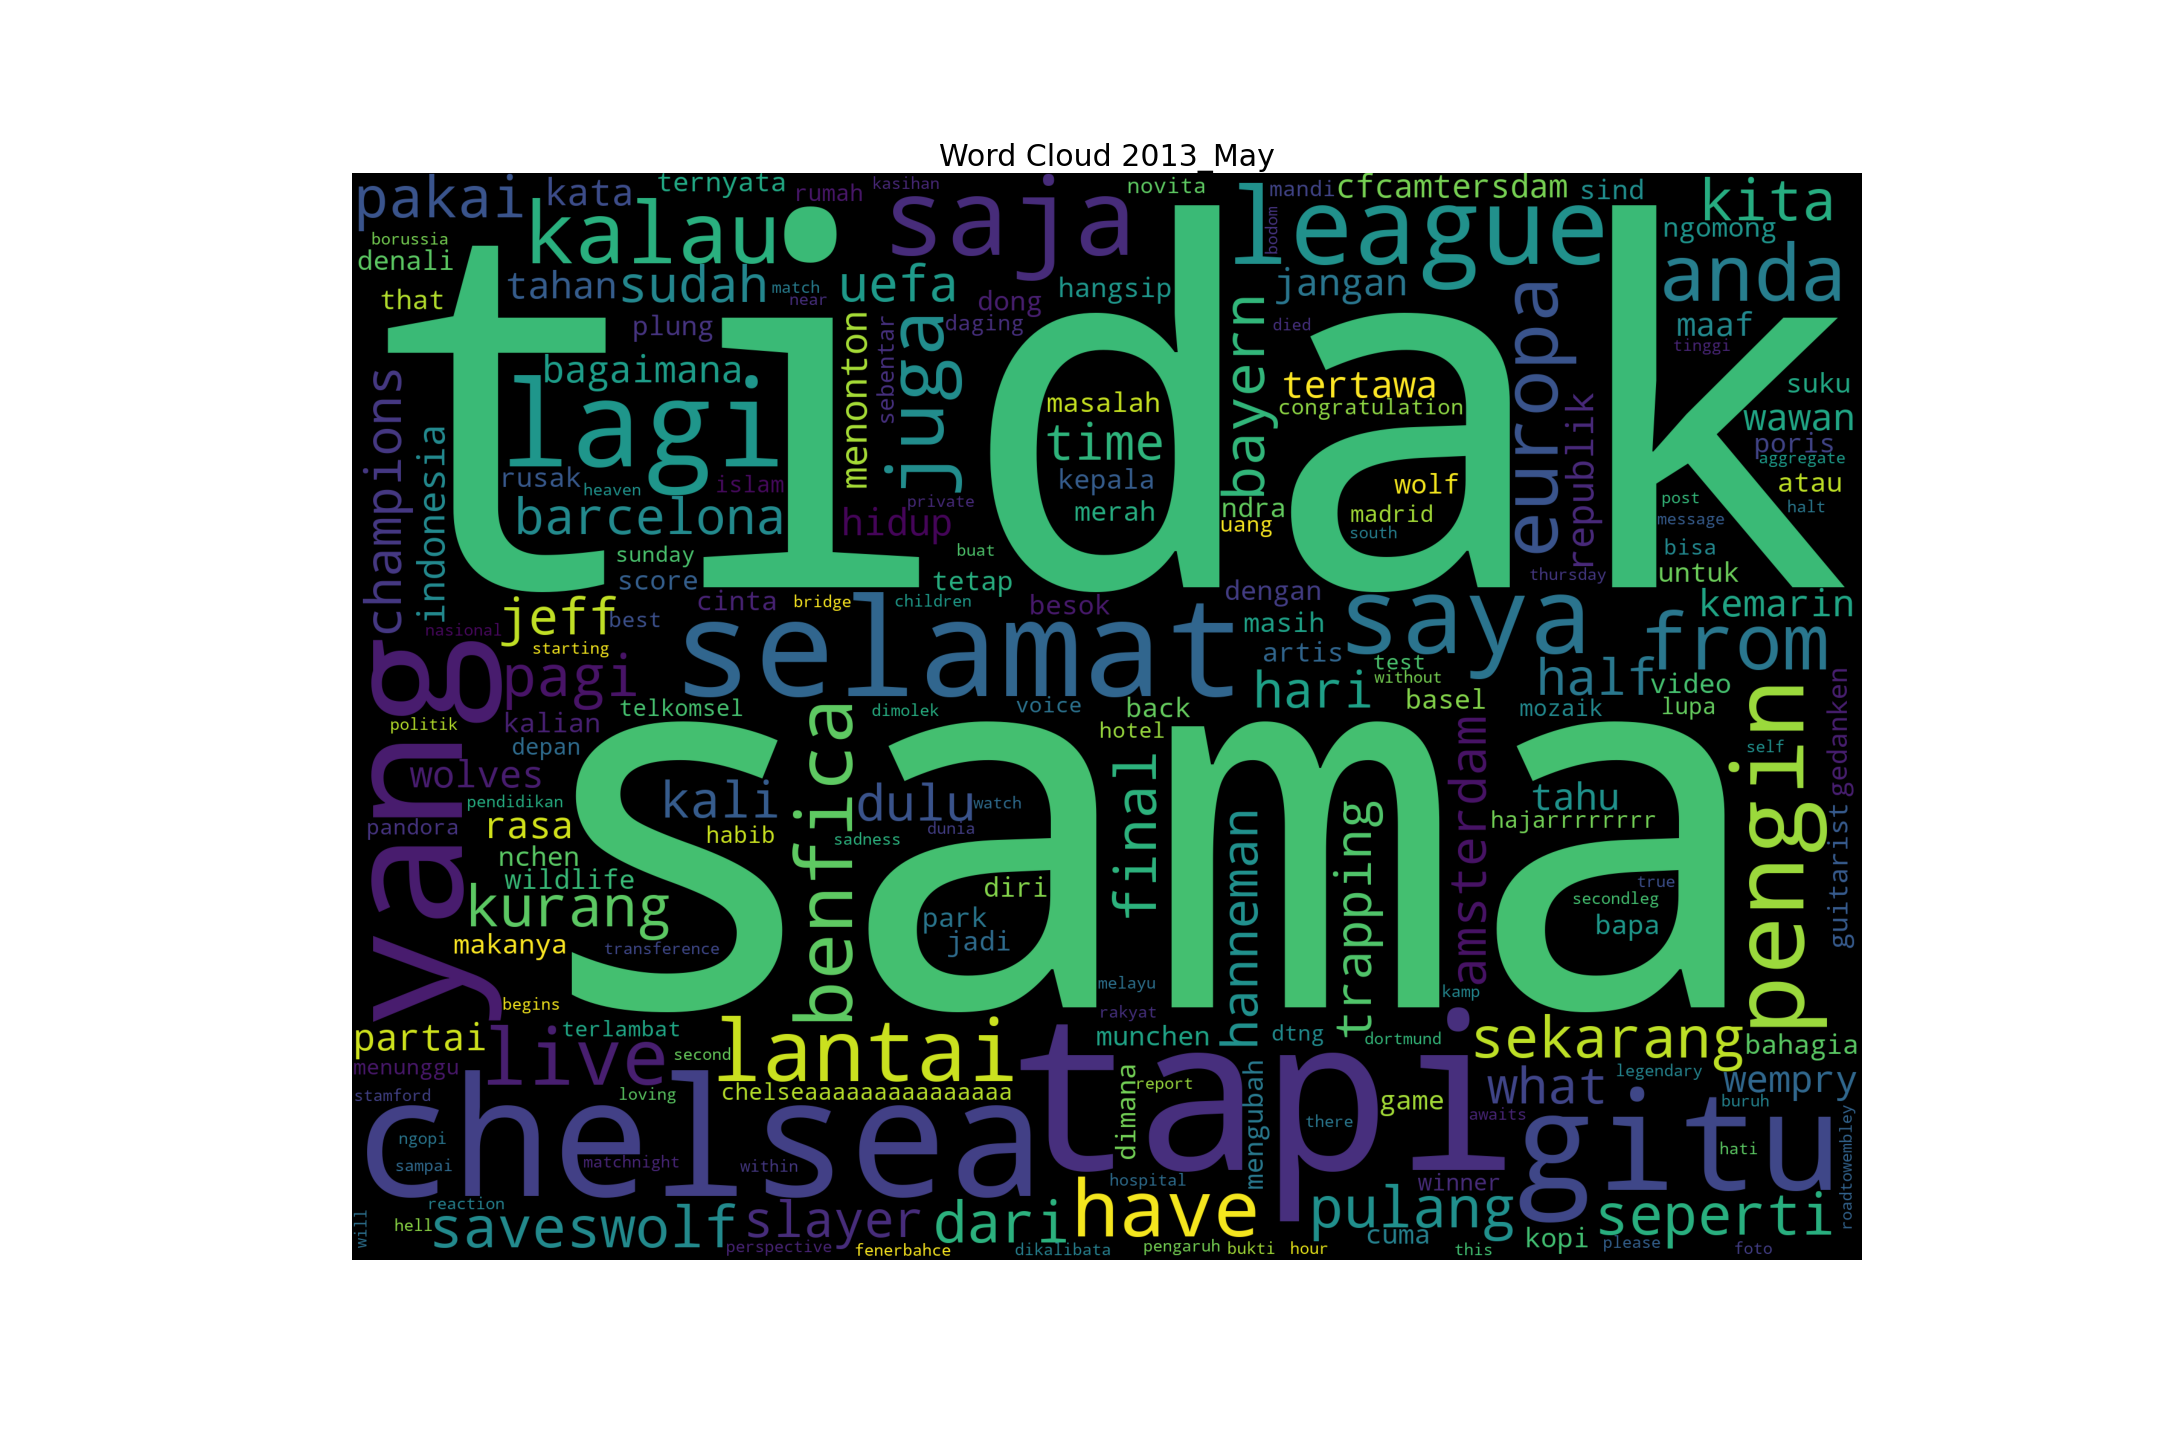 Word Cloud 2013_May
pakai
kata
ternyata
rumah
kasihan
novita
league
mandi
cfcamtersdam
sind
kita
borussia
denali
kalau
saja
bodom
ngomong
anda
that
tahan
sudah
match
near
uefa
dong
hangsip
jangan
europa
maaf
tinggi
tidak
plung
menonton
sebentar
juga
daging
bayern
died
bagaimana
tertawa
congratulation
suku
wawan
champions
indonesia
lagi
masalah
time
republik
poris
aggregate
rusak
heaven
islam
private
kepala
wolf
atau
barcelona
hidup
merah
ndra
uang
madrid
south
post
message
halt
sunday
buat
bisa
score
tetap
thursday
untuk
jeff
best
cinta
bridge
children
besok
dengan
saya
kemarin
nasional
starting
selamat
masih
artis
from
yang
pagi
test
without
half
video
gedanken
politik
kalian
telkomsel
benfica
dimolek
voice
back
hari
basel
mozaik
lupa
pengin
depan
hotel
self
wolves
final
amsterdam
pendidikan
kali
dulu
watch
tahu
pandora
rasa
habib
sadness
dunia
hanneman
trapping
hajarrrrrrrr
guitarist
nchen
wildlife
sama
diri
true
kurang
secondleg
park
bapa
makanya
transference
jadi
begins
melayu
kamp
partai
live
terlambat
lantai
rakyat
tapi
sekarang
menunggu
second
munchen
dtng
dortmund
bahagia
stamford
chelsea
loving
chelseaaaaaaaaaaaaaaa
dimana
report
mengubah
game
what
legendary
wempry
awaits
buruh
roadtowembley
ngopi
there
gitu
sampai
matchnight
within
hati
hospital
winner
will
reaction
hell
saveswolf
slayer
dari
have
pulang
seperti
perspective
fenerbahce
dikalibata
pengaruh
bukti
hour
cuma
this
kopi
please
foto